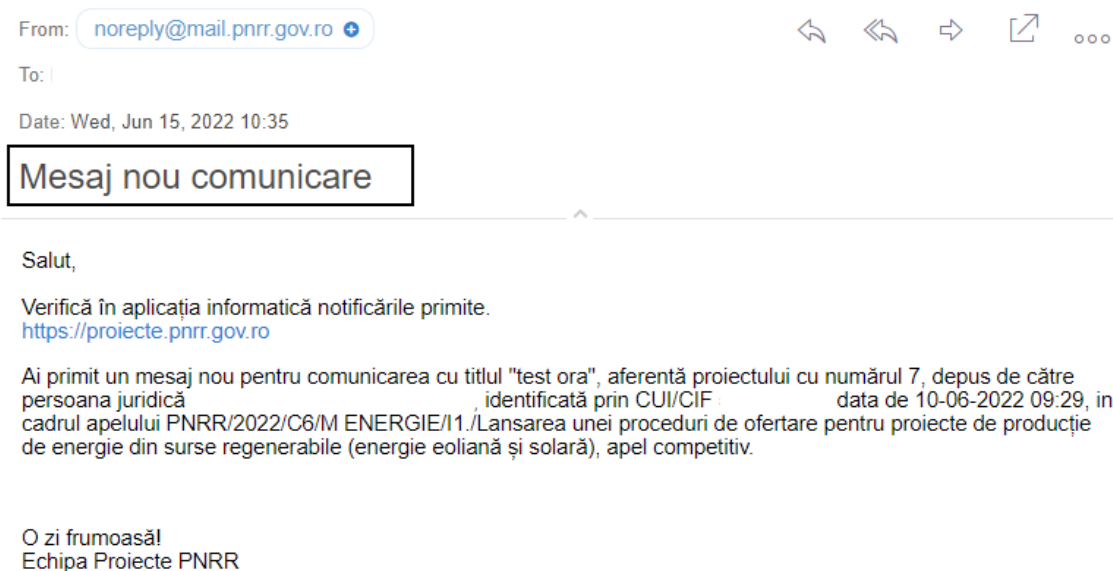 From: noreply@mail.pnrr.gov.ro
To:
Date: Wed, Jun 15, 2022 10:35
Mesaj nou comunicare
Salut,
Verifică în aplicația informatică notificările primite.
https://proiecte.pnrr.gov.ro
Ai primit un mesaj nou pentru comunicarea cu titlul "test ora", aferentă proiectului cu numărul 7, depus de către
persoana juridică , identificată prin CUI/CIF data de 10-06-2022 09:29, in
cadrul apelului PNRR/2022/C6/M ENERGIE/I1./Lansarea unei proceduri de ofertare pentru proiecte de producție
de energie din surse regenerabile (energie eoliană și solară), apel competitiv.
O zi frumoasă!
Echipa Proiecte PNRR